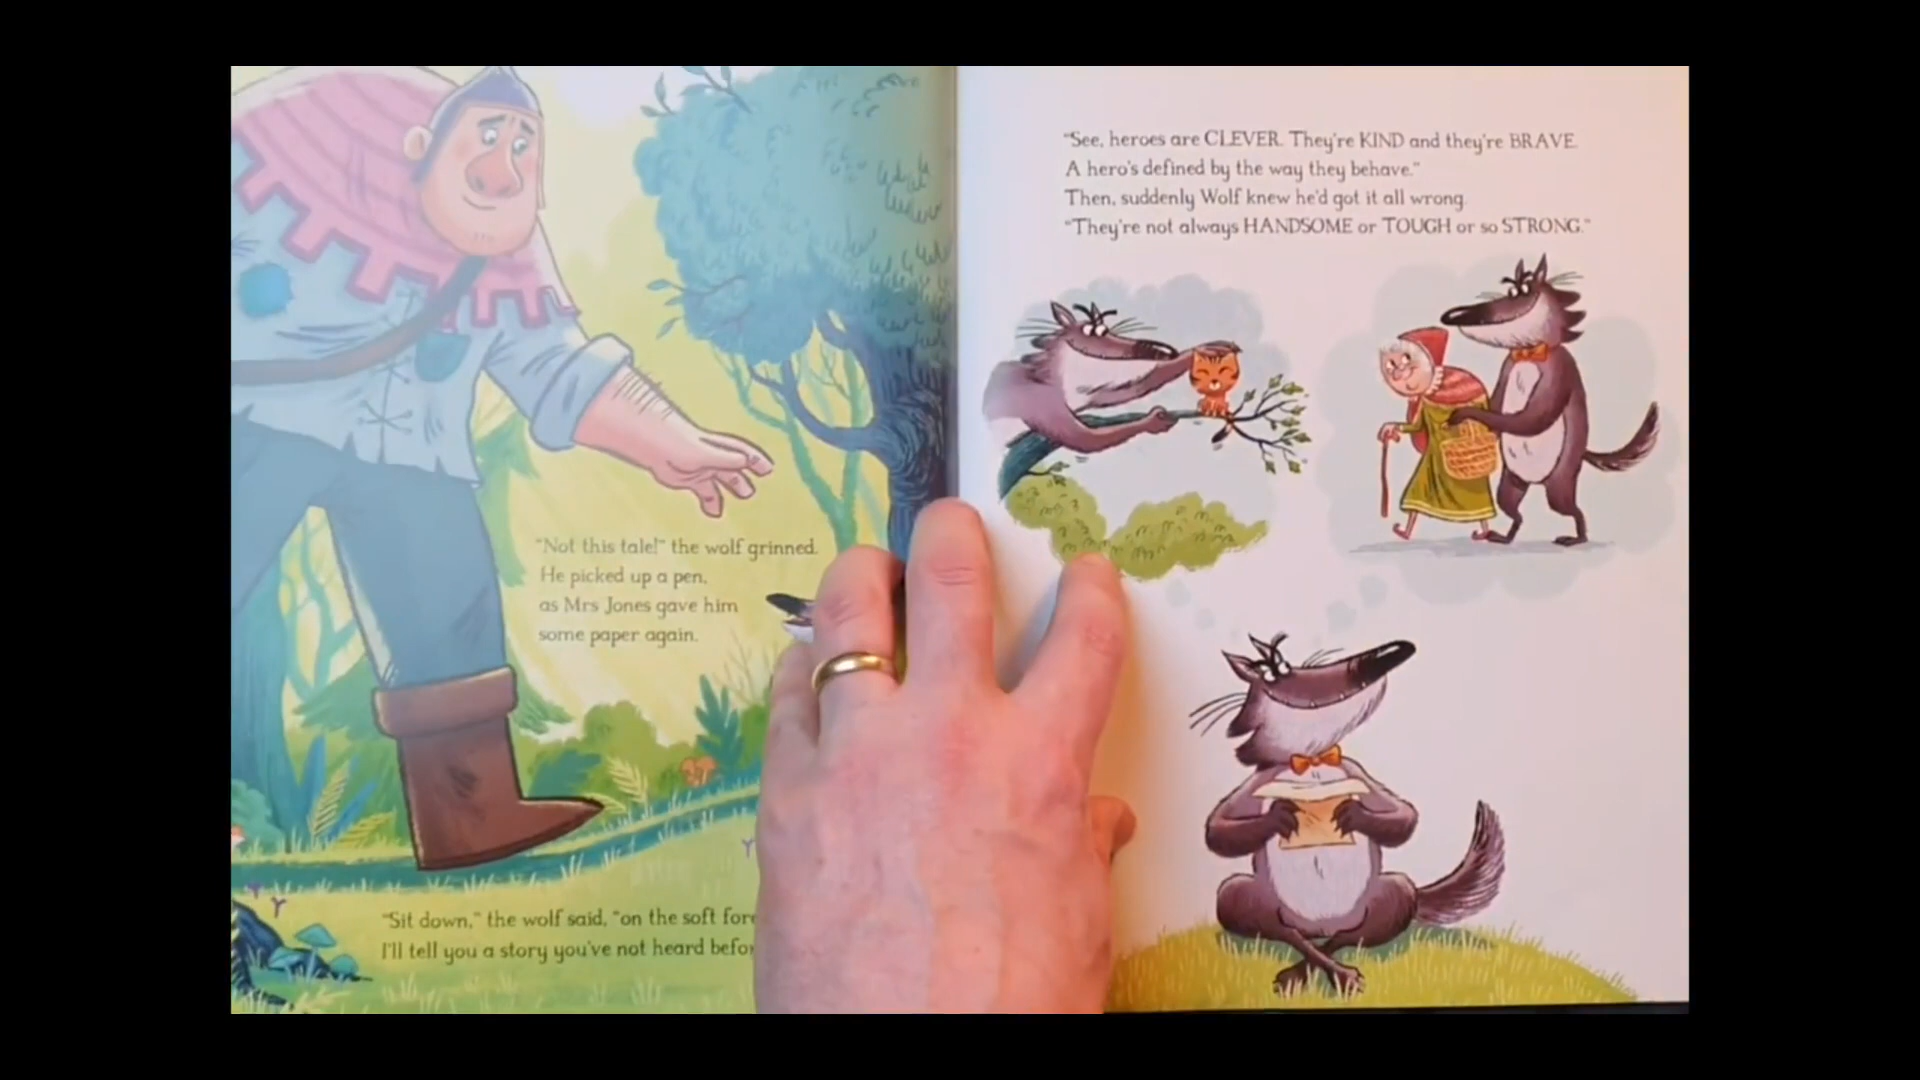 "Not this tale!" the wolf grinned.
He picked up a pen,
as Mrs Jones gave him
some paper again.
"Sit down," the wolf said, "on the soft
I'll tell you a story you've not heard
"See, heroes are CLEVER. They're KIND and they're BRAVE.
A hero's defined by the way they behave."
Then, suddenly Wolf knew he'd got it all wrong.
"They're not always HANDSOME or TOUGH or so STRONG."